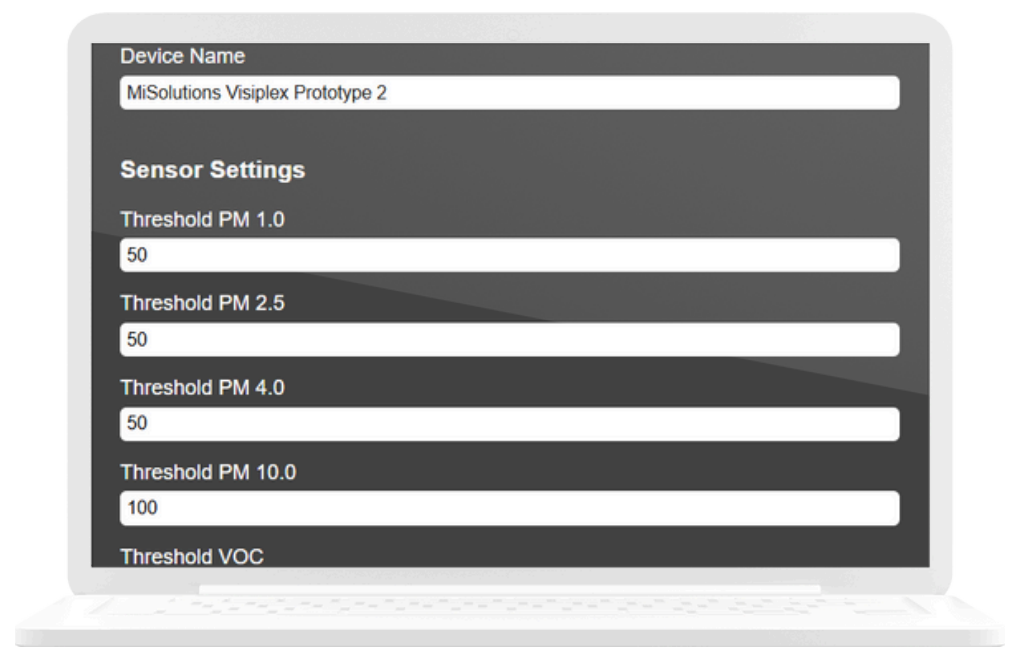 Device Name
MiSolutions Visiplex Prototype 2
Sensor Settings
Threshold PM 1.0
50
Threshold PM 2.5
50
Threshold PM 4.0
50
Threshold PM 10.0
100
Threshold VOC